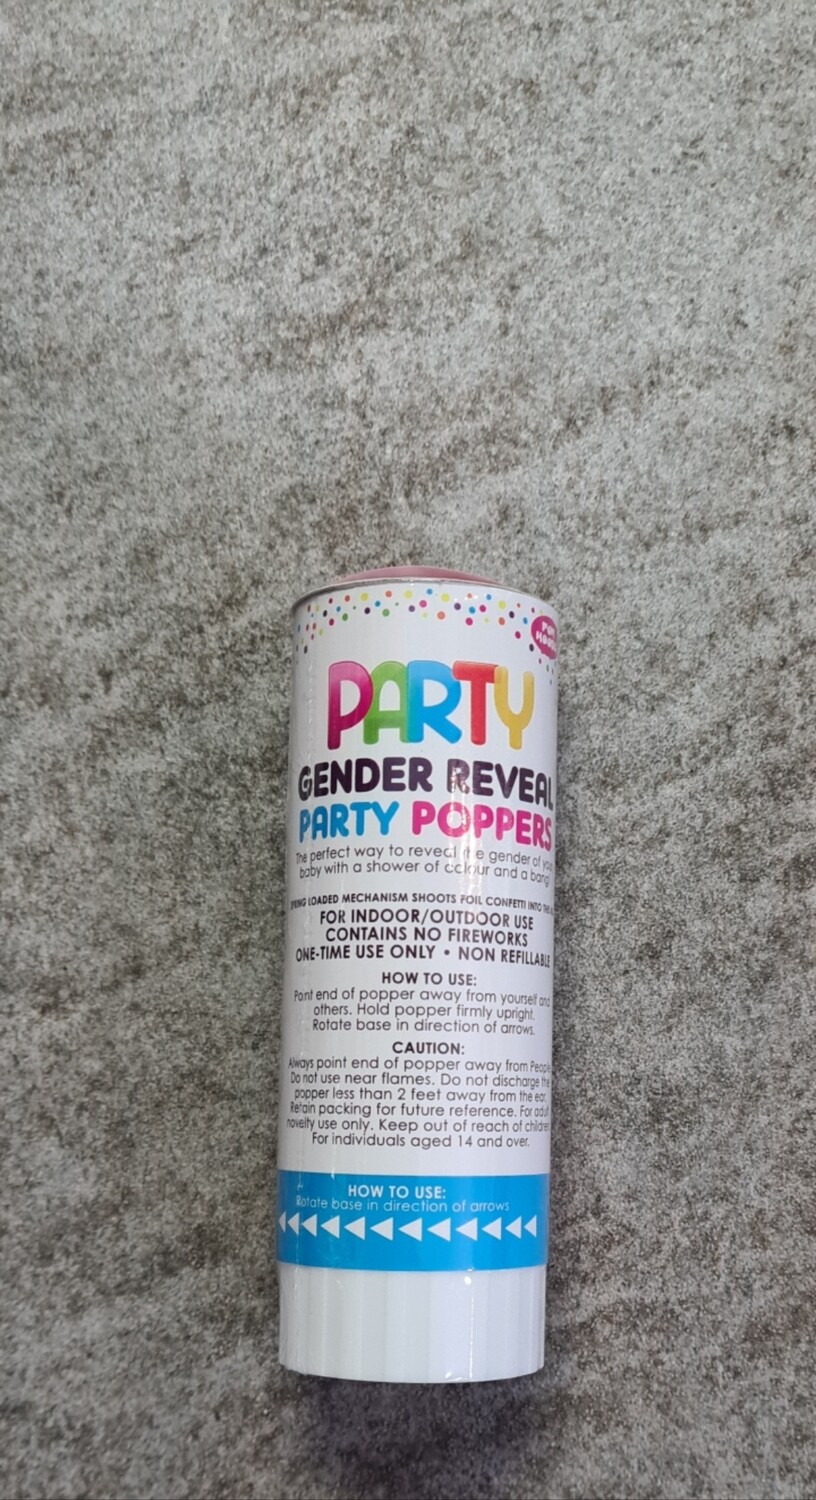 PARTY
GENDER REVEAL
PARTY POPPERS
The perfect way to reveal the gender of
baby with a shower of colour and a bang
LOADED MECHANISM SHOOTS FOIL CONFETTI INTO
FOR INDOOR/OUTDOOR USE
CONTAINS NO FIREWORKS
ONE-TIME USE ONLY • NON REFILLABLE
HOW TO USE:
Point end of popper away from yourself and
others. Hold popper firmly upright.
Rotate base in direction of arrows.
CAUTION:
Always point end of popper away from People
Do not use near flames. Do not discharge the
popper less than 2 feet away from the ear.
Retain packing for future reference. For adult
novelty use only. Keep out of reach of children
For individuals aged 14 and over.
HOW TO USE:
Rotate base in direction of arrows